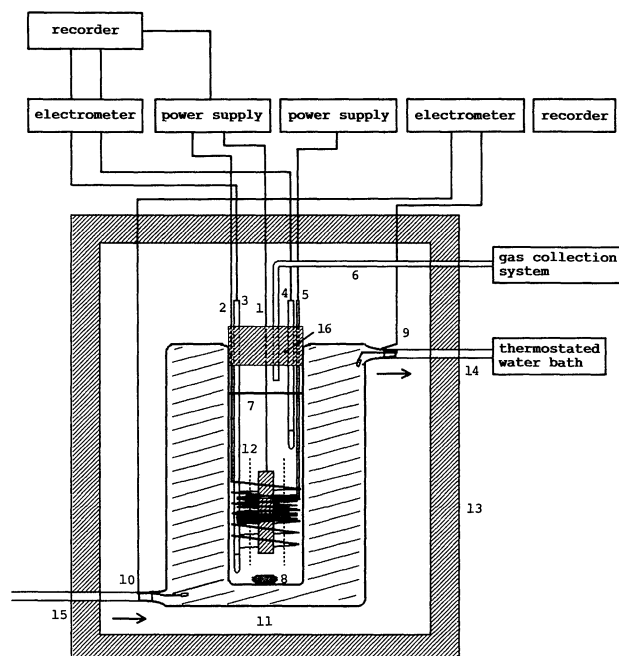 recorder
electrometer
power supply
power supply
electrometer
recorder
gas collection
system
6
2
3
1
4
5
16
9
thermostated
water bath
14
7
12
13
8
10
15
11